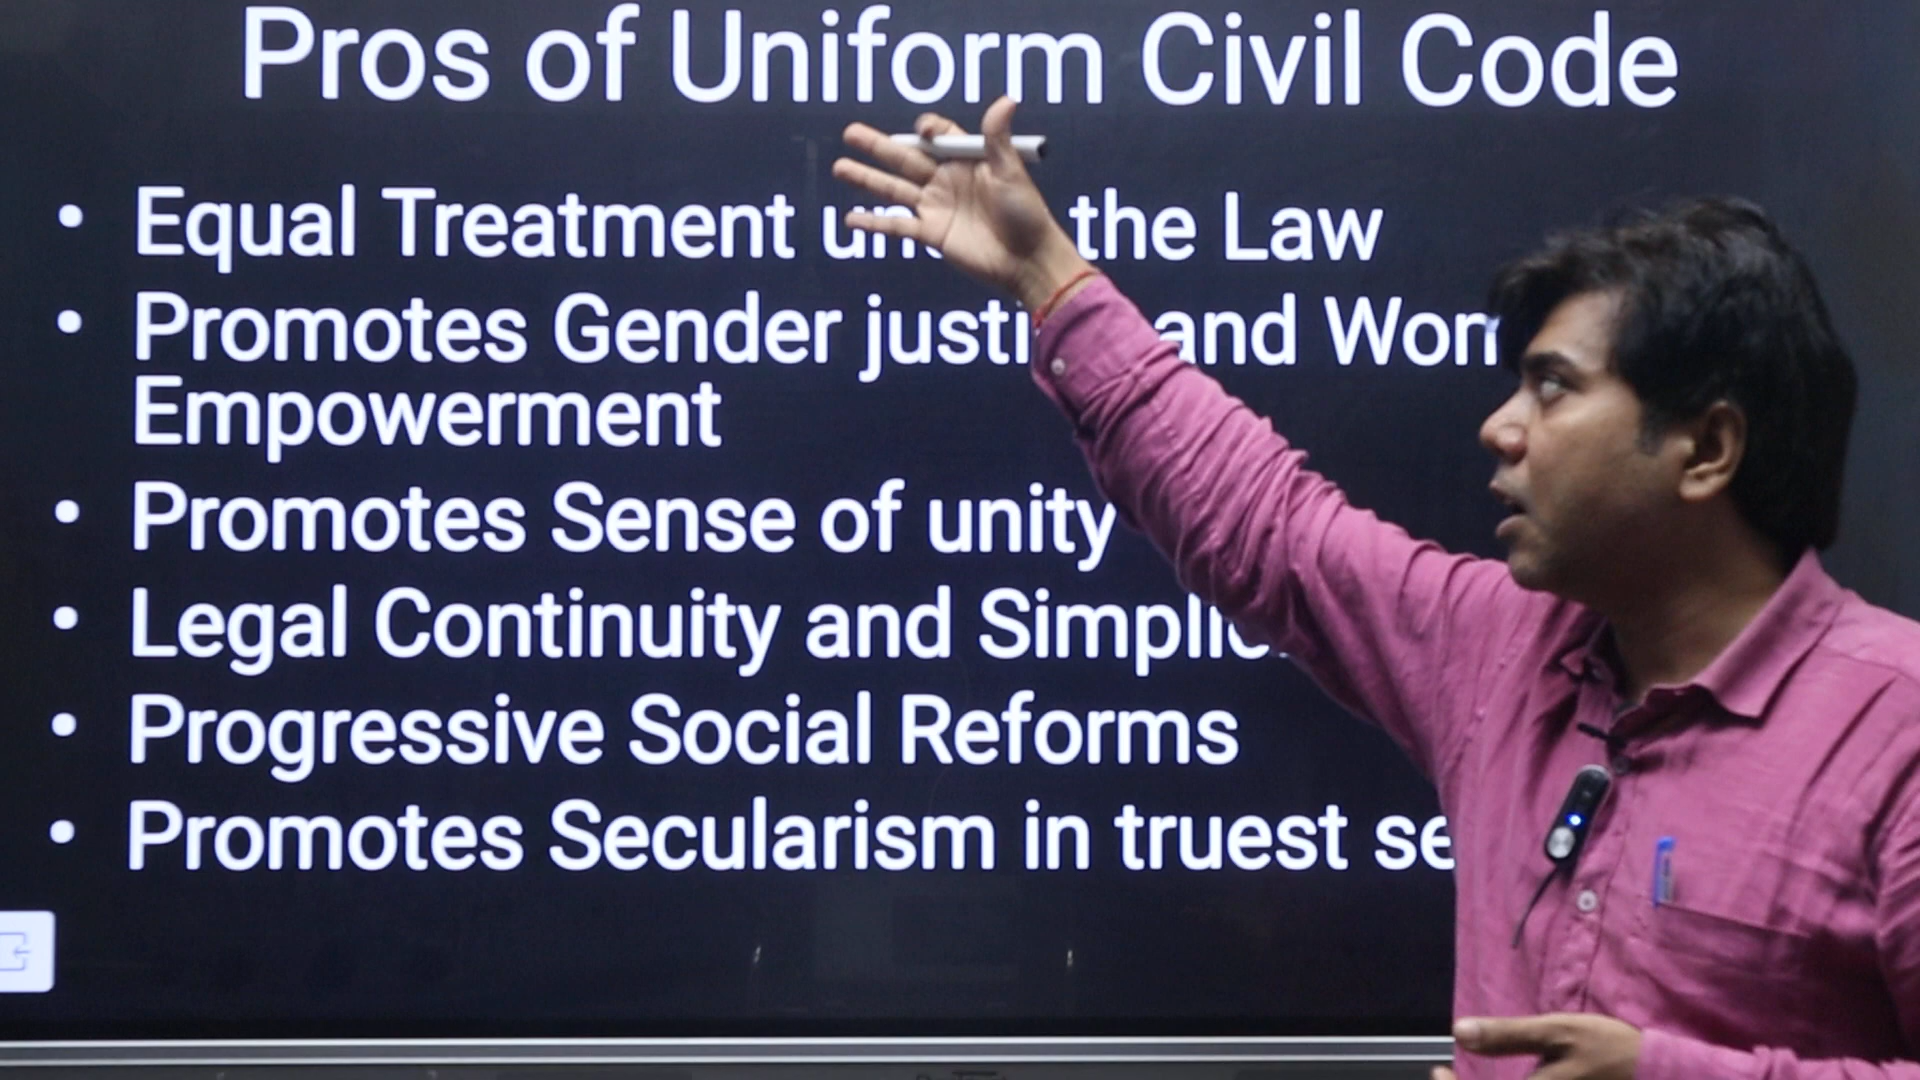 Pros of Uniform Civil Code
• Equal Treatment the Law
• Promotes Gender and
Empowerment
• Promotes Sense of unity
• Legal Continuity and
• Progressive Social Reforms
• Promotes Secularism in truest